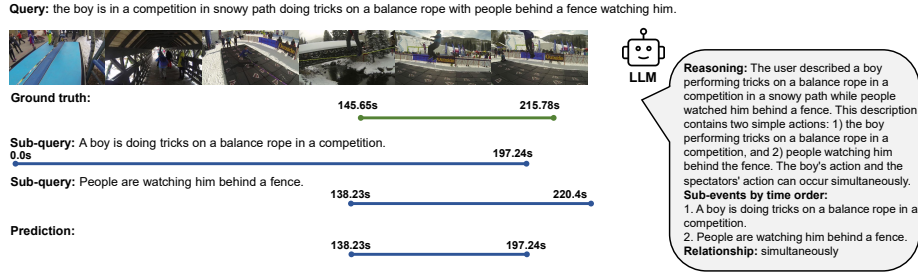 Query: the boy is in a competition in snowy path doing tricks on a balance rope with people behind a fence watching him.
Ground truth:
145.65s 215.78s
Sub-query: A boy is doing tricks on a balance rope in a competition.
0.0s 197.24s
Sub-query: People are watching him behind a fence.
138.23s 220.4s
Prediction:
138.23s 197.24s
LLM
Reasoning: The user described a boy
performing tricks on a balance rope in a
competition in a snowy path while people
watched him behind a fence. This description
contains two simple actions: 1) the boy
performing tricks on a balance rope in a
competition, and 2) people watching him
behind the fence. The boy's action and the
spectators' action can occur simultaneously.
Sub-events by time order:
1. A boy is doing tricks on a balance rope in a
competition.
2. People are watching him behind a fence.
Relationship: simultaneously